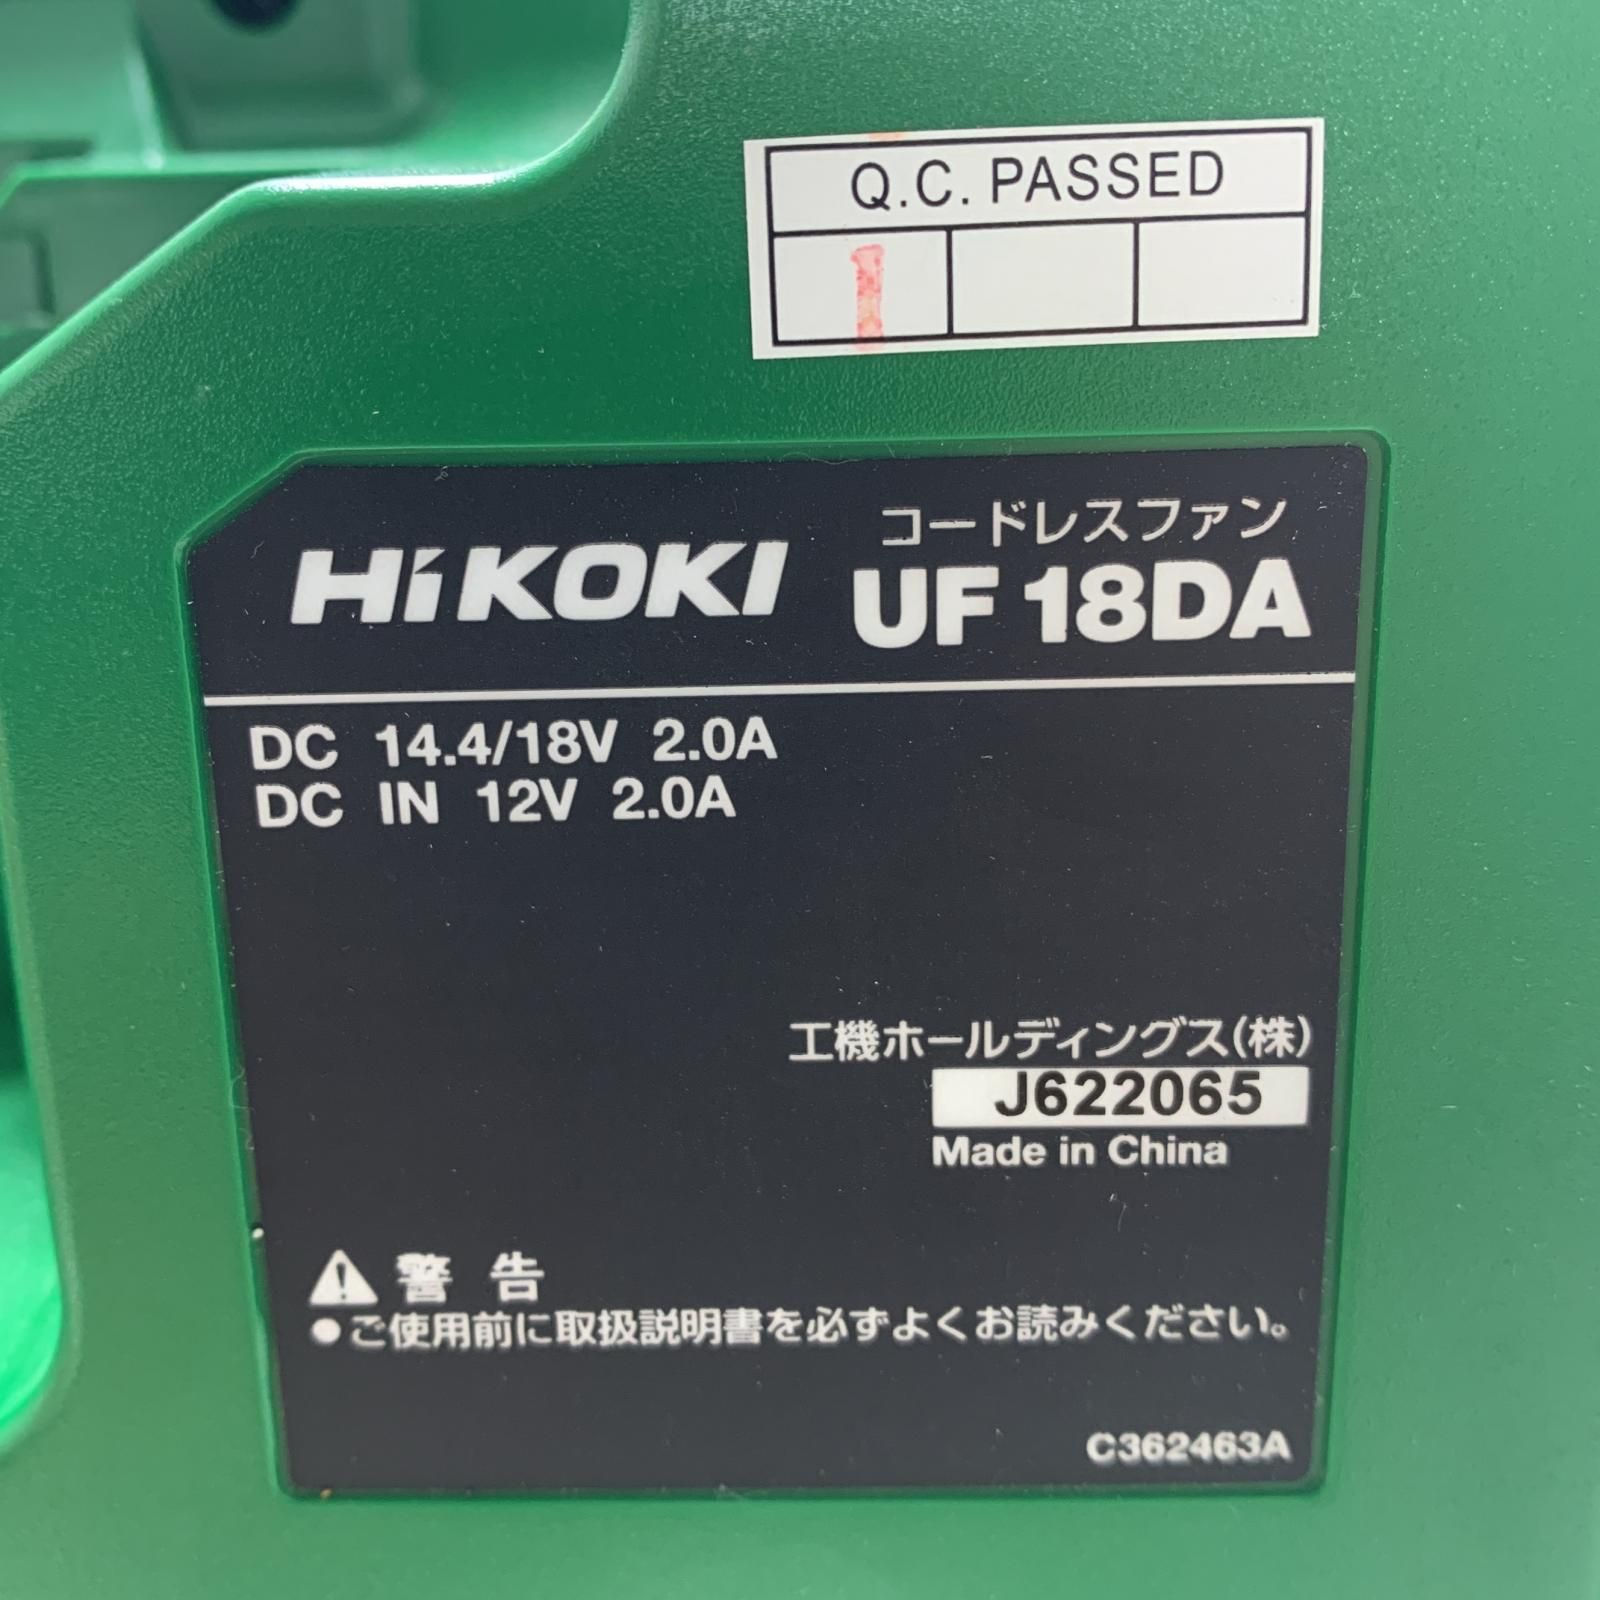 Q.C. PASSED
1
コードレスファン
HiKOKI UF 18DA
DC 14.4/18V 2.0A
DC IN 12V 2.0A
工機ホールディングス(株)
J622065
Made in China
警 告
●ご使用前に取扱説明書を必ずよくお読みください。
C362463A